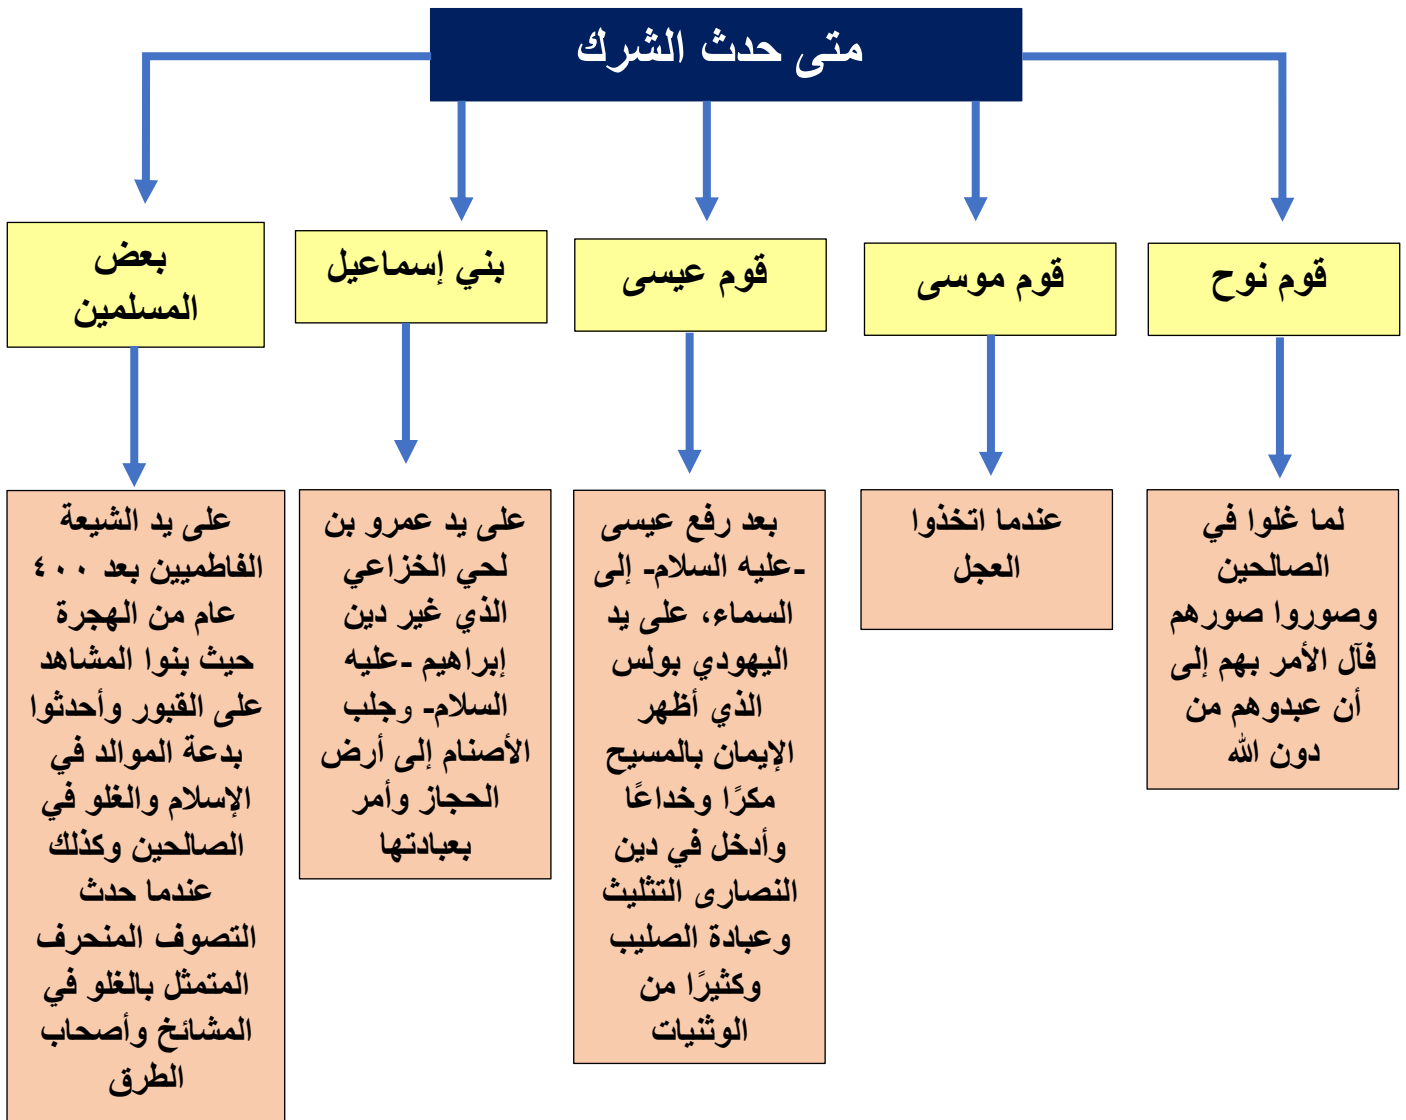 متى حدث الشرك
قوم نوح
قوم موسى
قوم عيسى
بني إسماعيل
بعض
المسلمين
لما غلوا في
الصالحين
وصوروا صورهم
فآل الأمر بهم إلى
أن عبدوهم من
دون الله
عندما اتخذوا
العجل
بعد رفع عيسى
-عليه السلام- إلى
السماء، على يد
اليهودي بولس
الذي أظهر
الإيمان بالمسيح
مكرًا وخداعًا
وأدخل في دين
النصارى التثليث
وعبادة الصليب
وكثيرًا من
الوثنيات
على يد عمرو بن
لحي الخزاعي
الذي غير دين
إبراهيم -عليه
السلام- وجلب
الأصنام إلى أرض
الحجاز وأمر
بعبادتها
على يد الشيعة
الفاطميين بعد ٤٠٠
عام من الهجرة
حيث بنوا المشاهد
على القبور وأحدثوا
بدعة الموالد في
الإسلام والغلو في
الصالحين وكذلك
عندما حدث
التصوف المنحرف
المتمثل بالغلو في
المشائخ وأصحاب
الطرق